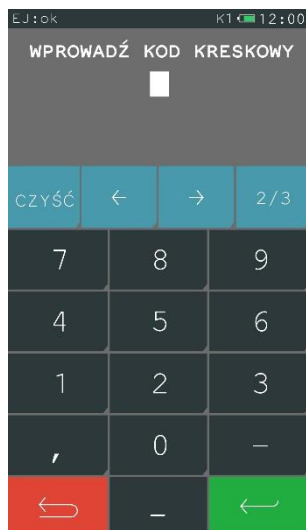 EJ:ok K1 12:00
WPROWADŹ KOD KRESKOWY
CZYŚĆ ← → 2/3
7 8 9
4 5 6
1 2 3
, 0 –
_